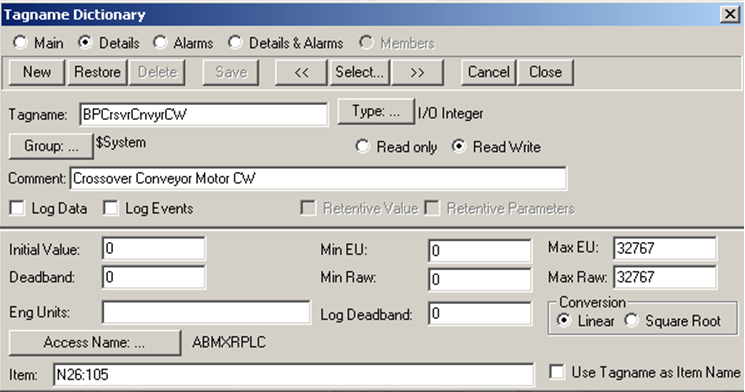 Tagname Dictionary
Main Details Alarms Details & Alarms Members
New Restore Delete Save << Select... >> Cancel Close
Tagname: BPCrsvrCnvyrCW Type: ... I/O Integer
Group: ... $System Read only Read Write
Comment: Crossover Conveyor Motor CW
Log Data Log Events Retentive Value Retentive Parameters
Initial Value: 0 Min EU: 0 Max EU: 32767
Deadband: 0 Min Raw: 0 Max Raw: 32767
Eng Units: Log Deadband: 0 Conversion
Linear Square Root
Access Name: ... ABMXRPLC
Item: N26:105 Use Tagname as Item Name